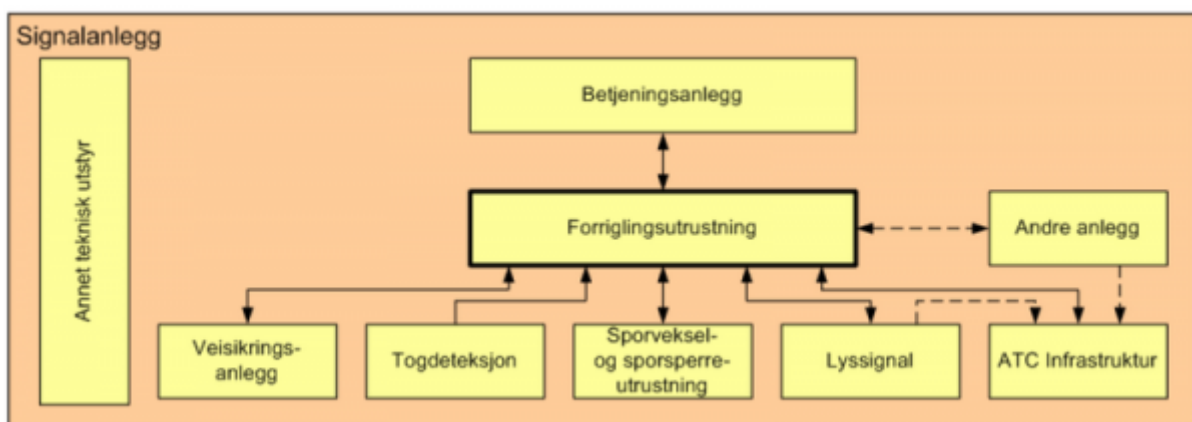 Signalanlegg
Annet teknisk utstyr
Betjeningsanlegg
Forriglingsutrustning
Andre anlegg
Veisikrings-
anlegg
Togdeteksjon
Sporveksel-
og sporsperre-
utrustning
Lyssignal
ATC Infrastruktur